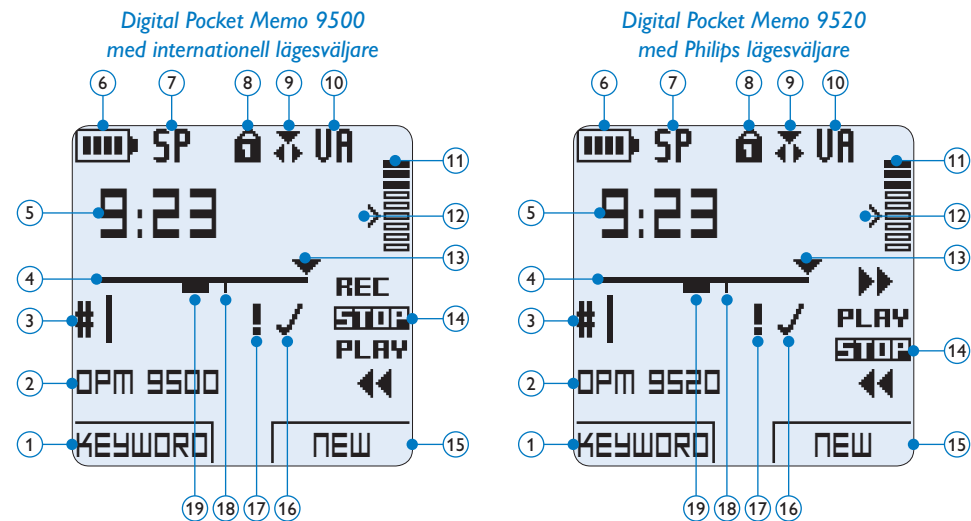 Digital Pocket Memo 9500
med internationell lägesväljare
6 7 8 9 10
SP VA
11
5 9:23 12
13
4
REC
3 #1 STOP 14
PLAY
2 DPM 9500
1 KEYWORD NEW 15
19 18 17 16
Digital Pocket Memo 9520
med Philips lägesväljare
6 7 8 9 10
SP VA
11
5 9:23 12
13
4
3 #1 PLAY
STOP 14
2 DPM 9520
1 KEYWORD NEW 15
19 18 17 16